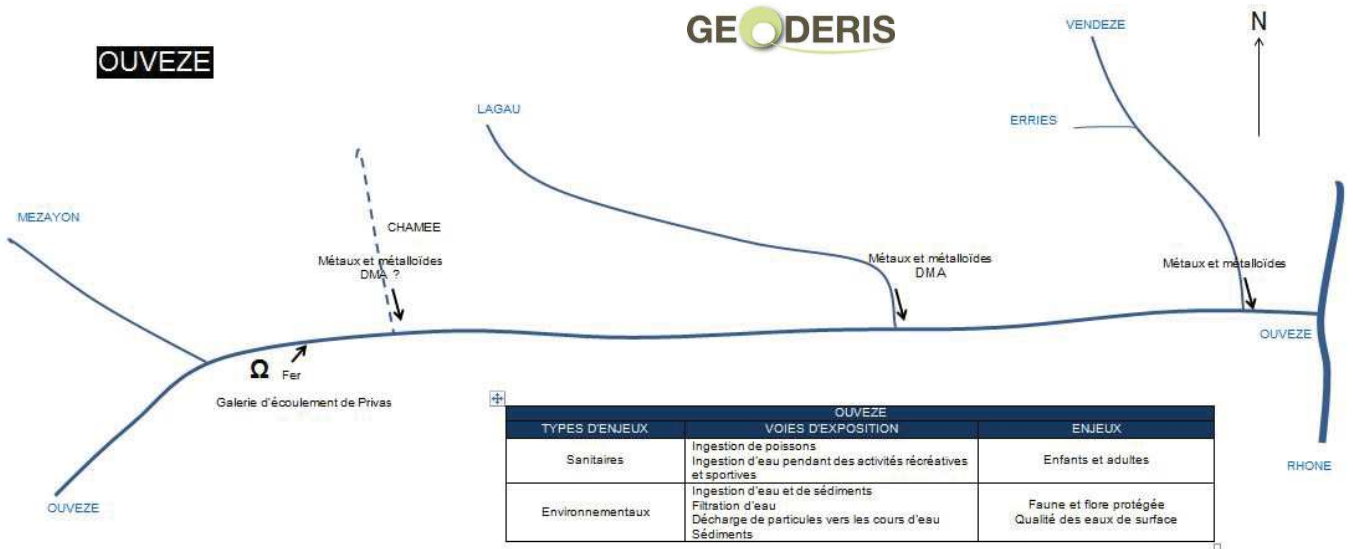 GEODERIS
OUVEZE
N
VENDEZE
LAGAU
ERRIES
MEZAYON
CHAMEE
Métaux et métalloïdes
DMA ?
Métaux et métalloïdes
DMA
Métaux et métalloïdes
OUVEZE
Ω Fer
Galerie d'écoulement de Privas
OUVEZE
RHONE
OUVEZE
TYPES D'ENJEUX VOIES D'EXPOSITION ENJEUX
Sanitaires
Ingestion de poissons
Ingestion d'eau pendant des activités récréatives
et sportives
Enfants et adultes
Environnementaux
Ingestion d'eau et de sédiments
Filtration d'eau
Décharge de particules vers les cours d'eau
Sédiments
Faune et flore protégée
Qualité des eaux de surface